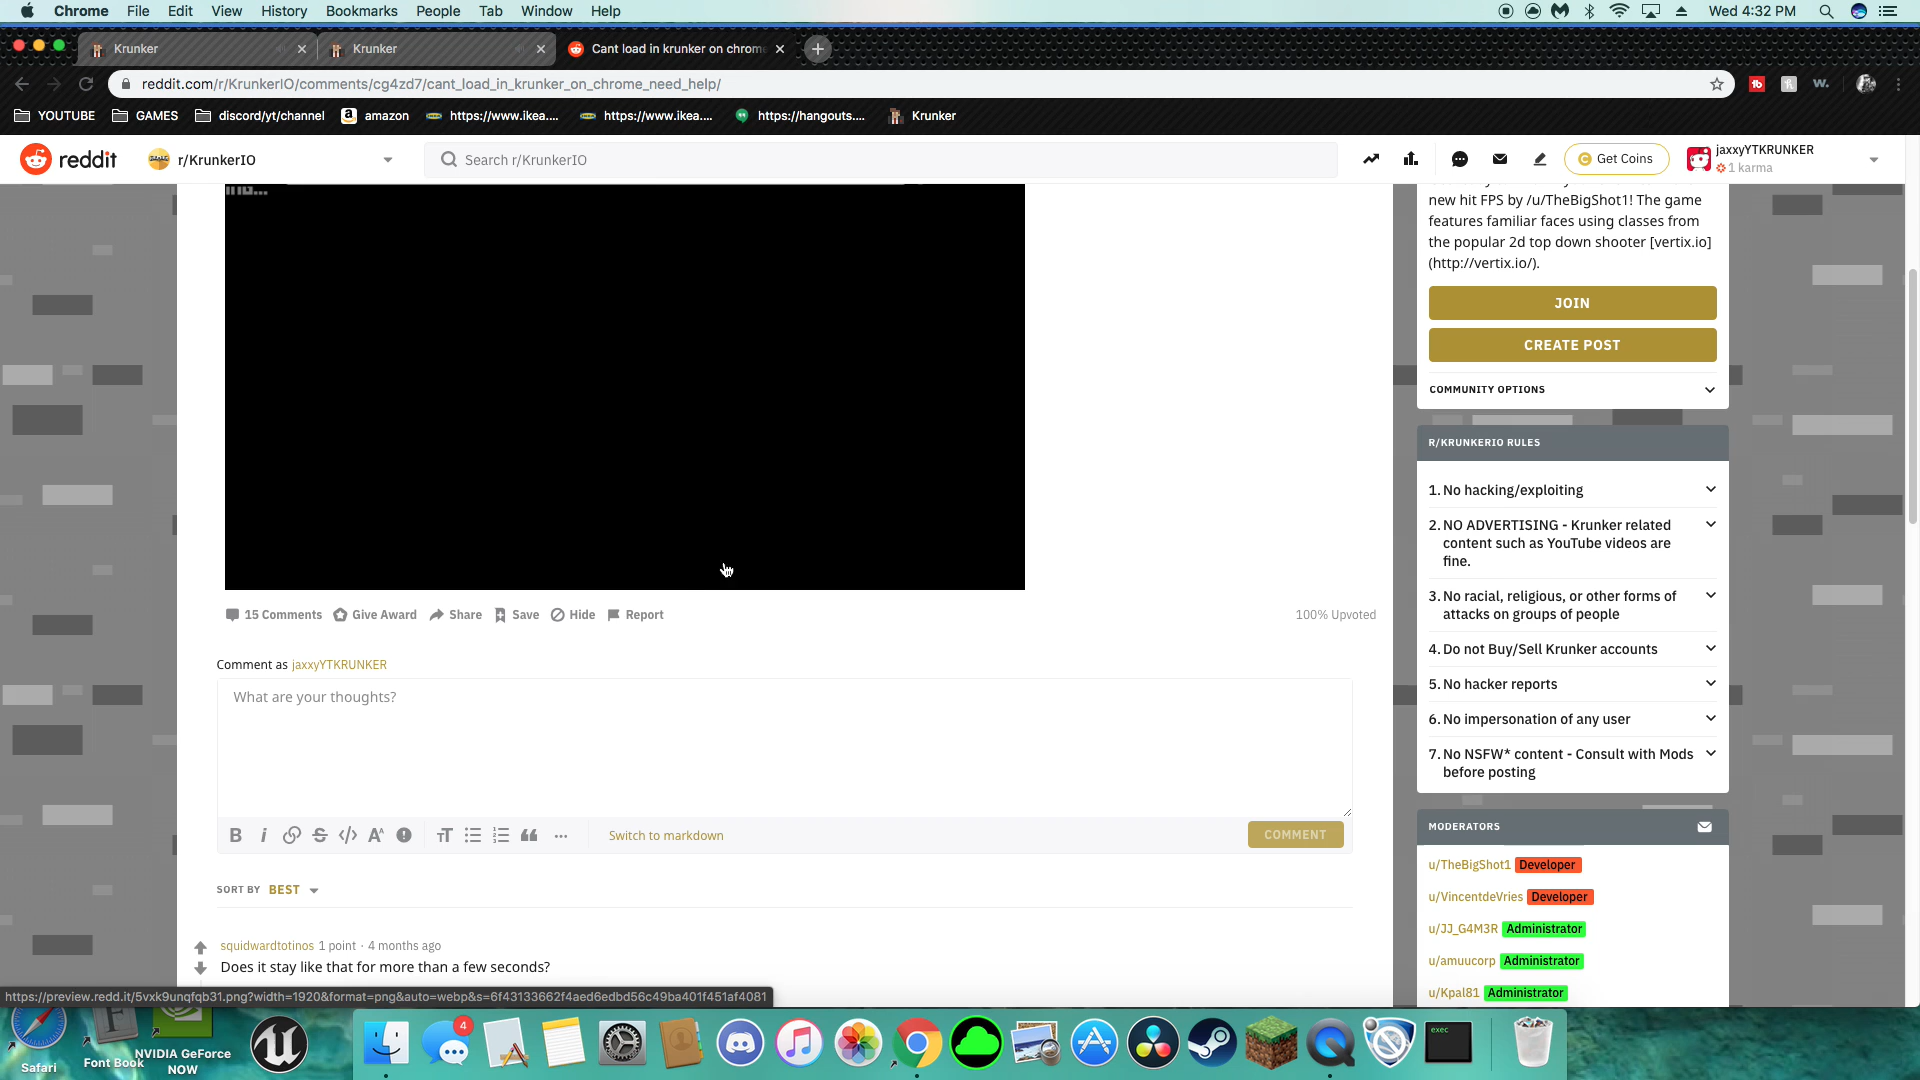 Chrome File Edit View History Bookmarks People Tab Window Help Wed 4:32 PM
Krunker Krunker Cant load in krunker on chrome
reddit.com/r/KrunkerIO/comments/cg4zd7/cant_load_in_krunker_on_chrome_need_help/
YOUTUBE GAMES discord/yt/channel amazon https://www.ikea.... https://www.ikea.... https://hangouts.... Krunker
reddit r/KrunkerIO Search r/KrunkerIO Get Coins jaxxyYTKRUNKER
1 karma
new hit FPS by /u/TheBigShot1! The game
features familiar faces using classes from
the popular 2d top down shooter [vertix.io]
(http://vertix.io/).
JOIN
CREATE POST
COMMUNITY OPTIONS
R/KRUNKERIO RULES
1. No hacking/exploiting
2. NO ADVERTISING - Krunker related
content such as YouTube videos are
fine.
3. No racial, religious, or other forms of
attacks on groups of people
4. Do not Buy/Sell Krunker accounts
5. No hacker reports
6. No impersonation of any user
7. No NSFW* content - Consult with Mods
before posting
MODERATORS
u/TheBigShot1 Developer
u/VincentdeVries Developer
u/JJ_G4M3R Administrator
u/amuucorp Administrator
u/Kpal81 Administrator
15 Comments Give Award Share Save Hide Report 100% Upvoted
Comment as jaxxyYTKRUNKER
What are your thoughts?
Switch to markdown COMMENT
SORT BY BEST
squidwardtotinos 1 point · 4 months ago
Does it stay like that for more than a few seconds?
https://preview.redd.it/5vxk9unqfqb31.png?width=1920&format=png&auto=webp&s=6f43133662f4aed6edbd56c49ba401f451af4081
4
exec
Safari Font Book NVIDIA GeForce
NOW